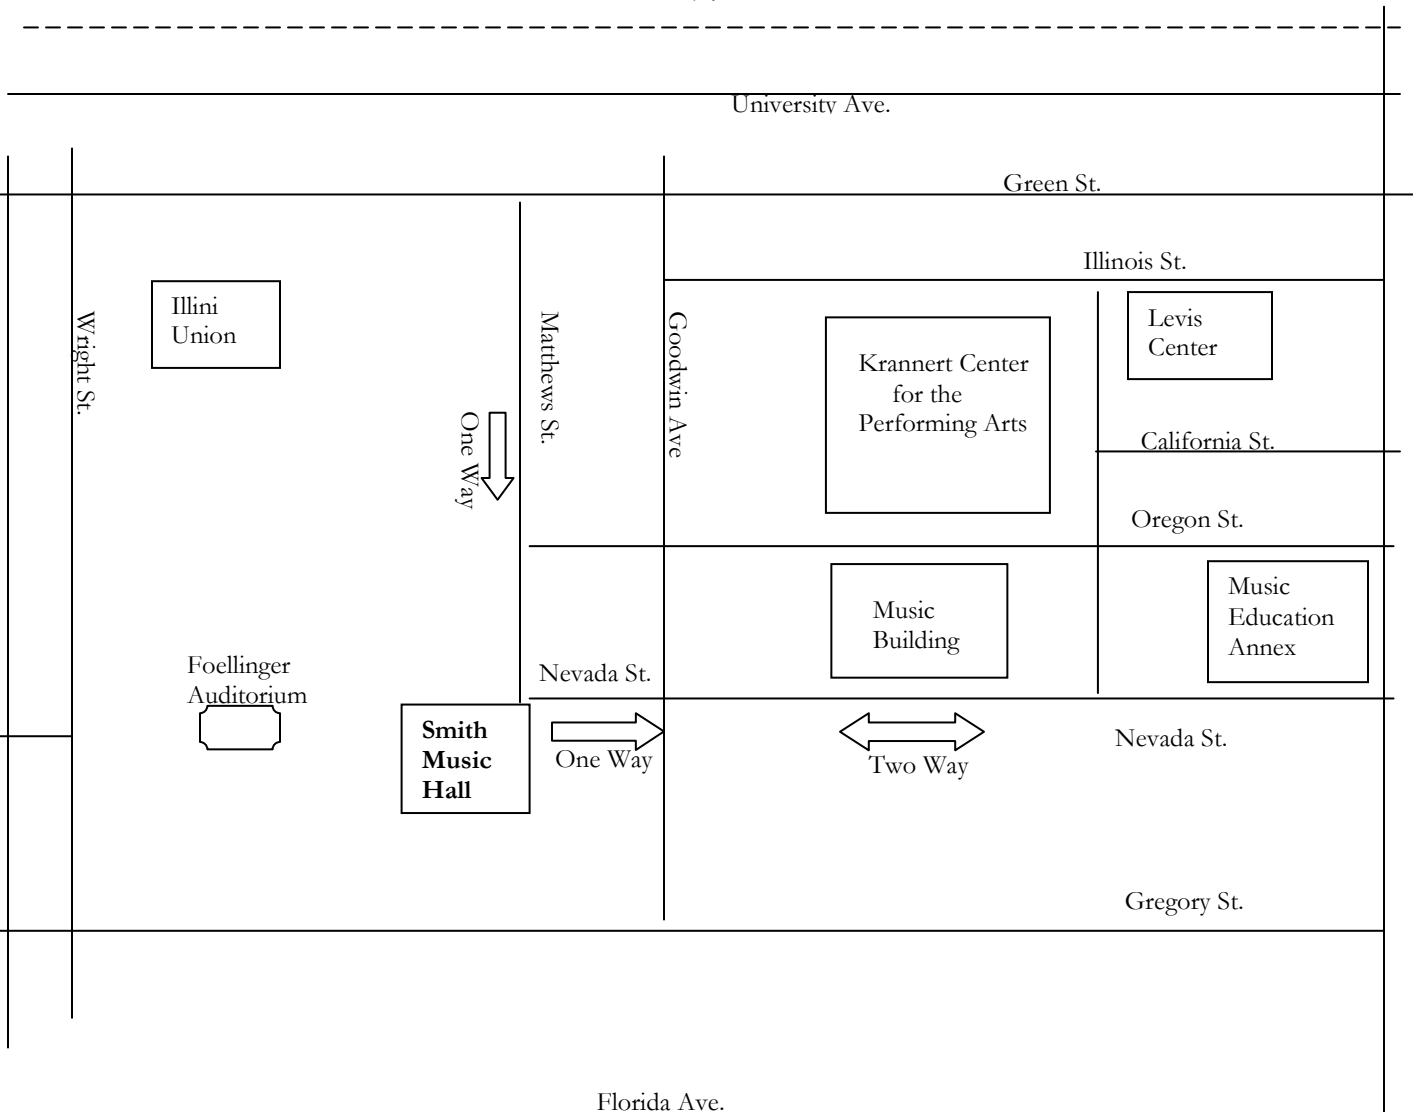 University Ave.
Green St.
Illinois St.
Illini
Union
Wright St.
Matthews St.
Goodwin Ave
Levis
Center
Krannert Center
for the
Performing Arts
One Way
California St.
Oregon St.
Music
Building
Music
Education
Annex
Foellinger
Auditorium
Nevada St.
Smith
Music
Hall
One Way
Two Way
Nevada St.
Gregory St.
Florida Ave.